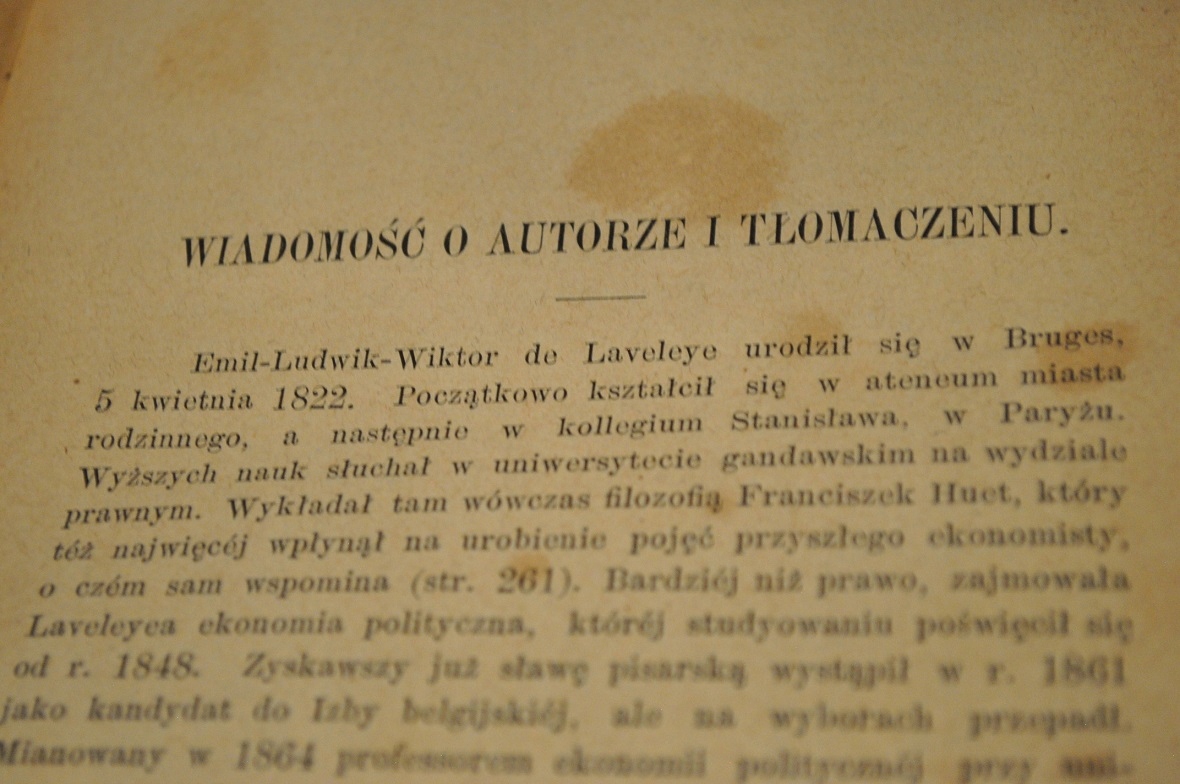 WIADOMOŚĆ O AUTORZE I TŁOMACZENIU.
Emil-Ludwik-Wiktor de Laveleye urodził się w Bruges,
5 kwietnia 1822. Początkowo kształcił się w ateneum miasta
rodzinnego, a następnie w kollegium Stanisława, w Paryżu.
Wyższych nauk słuchał w uniwersytecie gandawskim na wydziale
prawnym. Wykładał tam wówczas filozofią Franciszek Huet, który
téż najwięcéj wpłynął na urobienie pojęć przyszłego ekonomisty,
o czém sam wspomina (str. 261). Bardziéj niż prawo, zajmowała
Laveleyea ekonomia polityczna, któréj studyowaniu poświęcił się
od r. 1848. Zyskawszy już sławę pisarską wystąpił w r. 1861
jako kandydat do Izby belgijskiéj, ale na wyborach przepadł.
Mianowany w 1864 professorem ekonomii politycznéj przy uni-